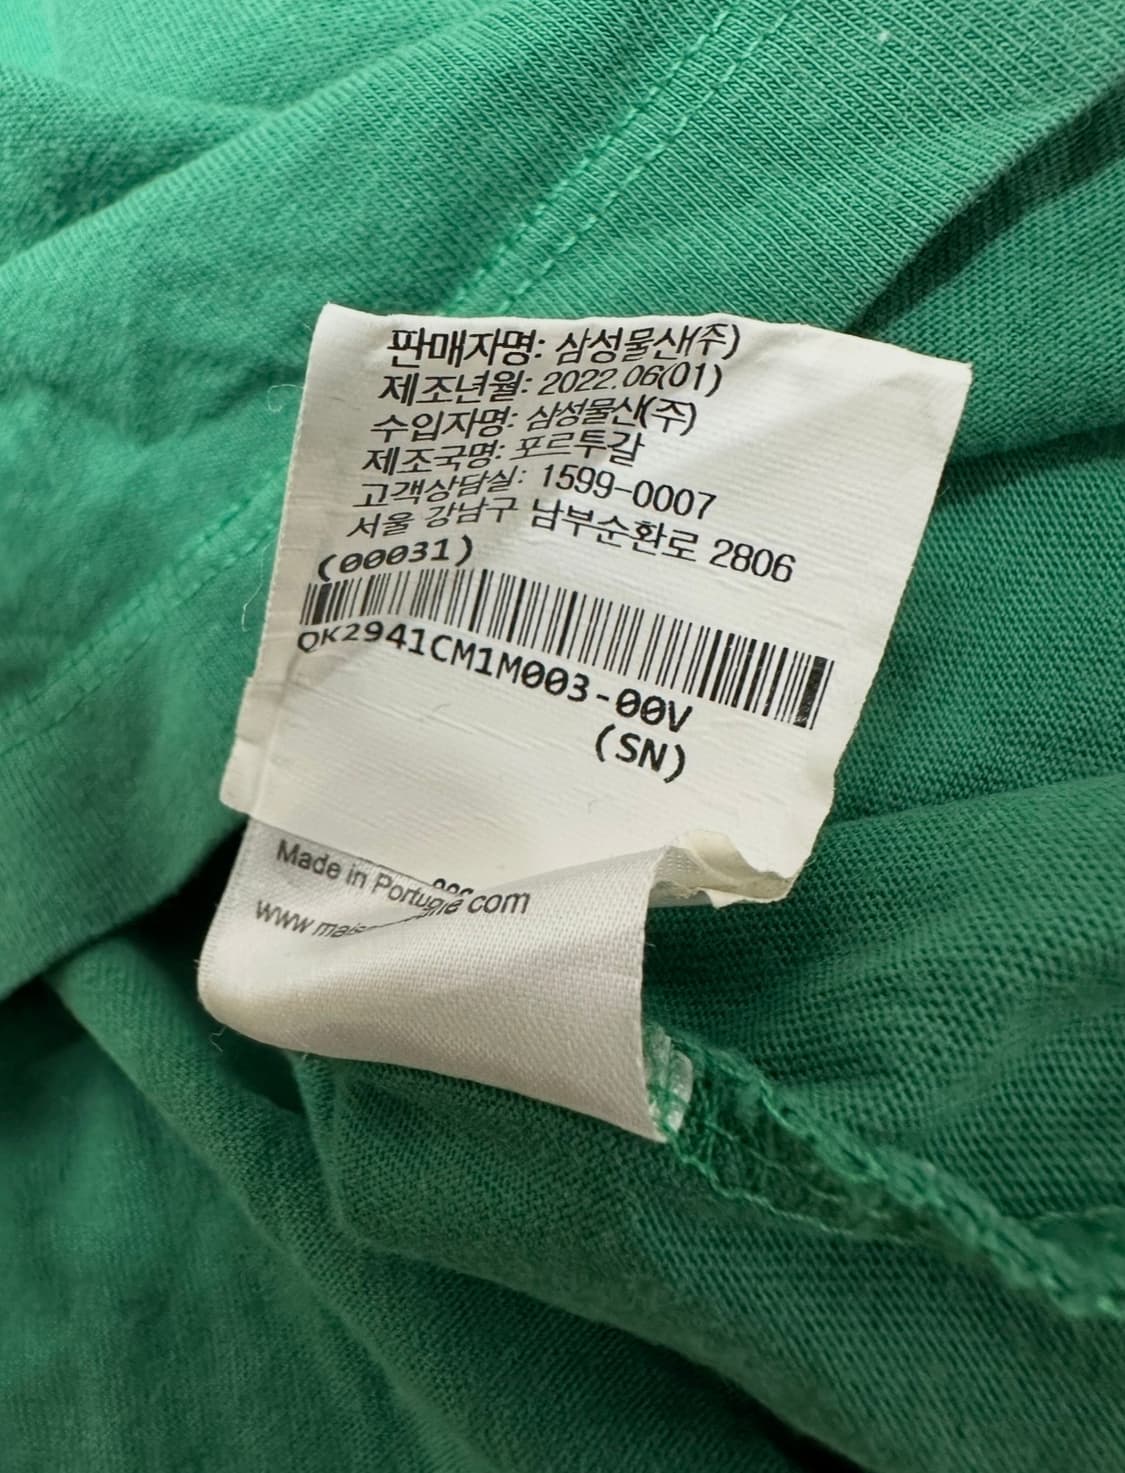 판매자명: 삼성물산(주)
제조년월: 2022.06(01)
수입자명: 삼성물산(주)
제조국명: 포르투갈
고객상담실: 1599-0007
서울 강남구 남부순환로 2806
(00031)
QK2941CM1M003-00V
(SN)
Made in
www com